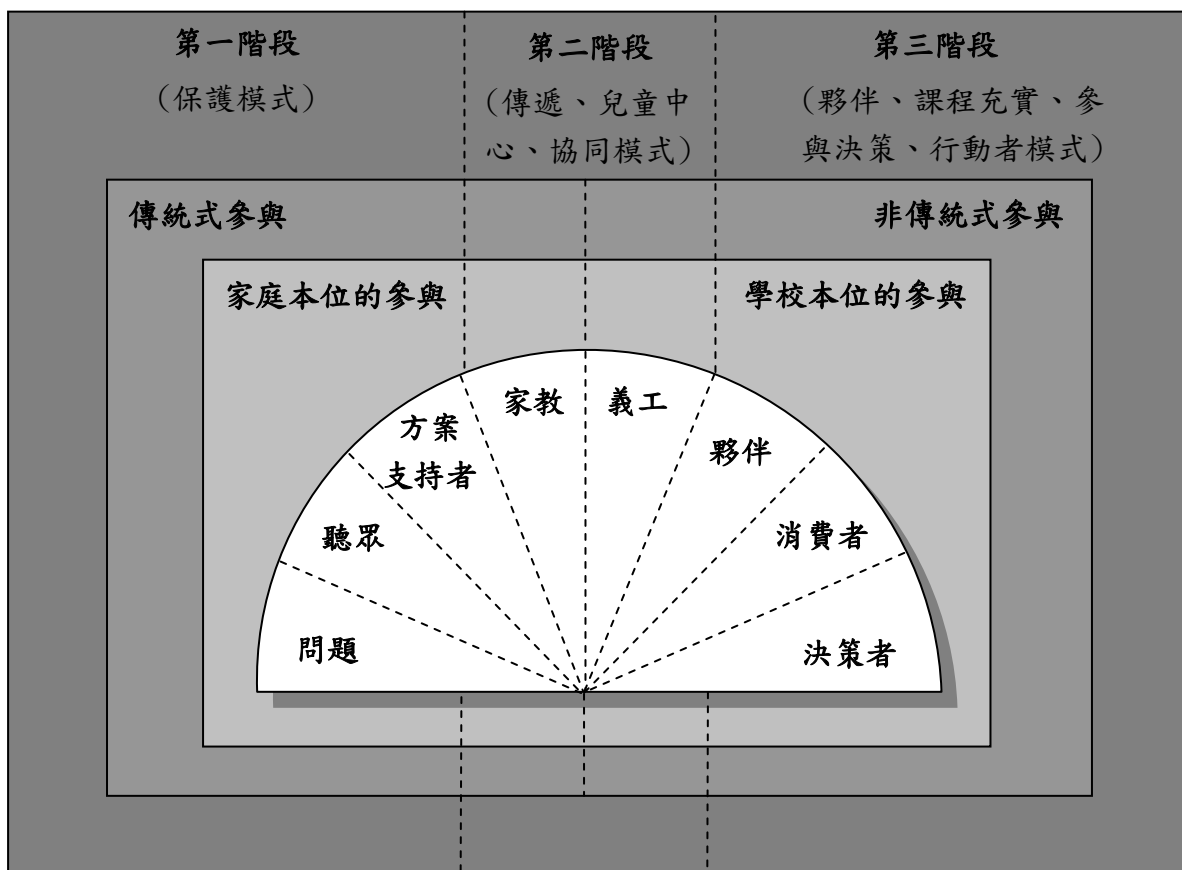 第一階段
(保護模式)
第二階段
(傳遞、兒童中
心、協同模式)
第三階段
(夥伴、課程充實、參
與決策、行動者模式)
傳統式參與
非傳統式參與
家庭本位的參與
學校本位的參與
問題
聽眾
方案
支持者
家教
義工
夥伴
消費者
決策者